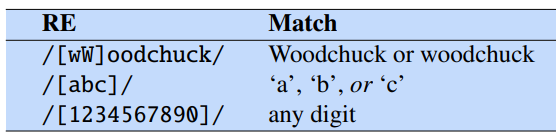 RE Match
/[wW]oodchuck/ Woodchuck or woodchuck
/[abc]/ ‘a’, ‘b’, or ‘c’
/[1234567890]/ any digit